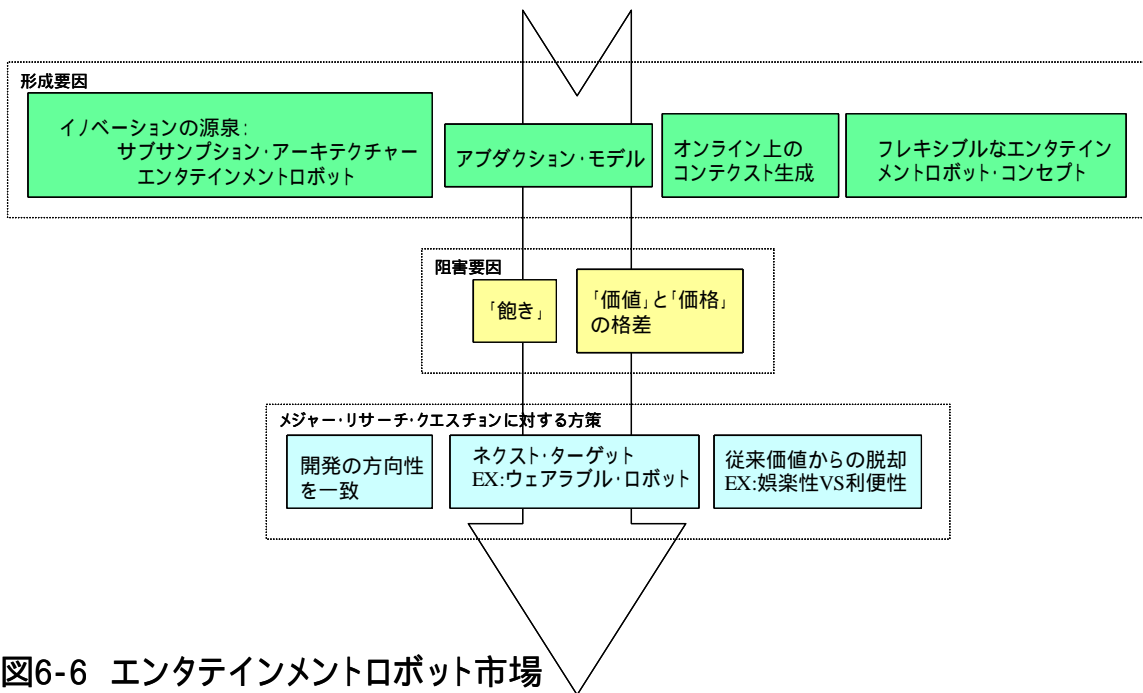 形成要因
イノベーションの源泉:
サブサンプション･アーキテクチャー
エンタテインメントロボット
アブダクション･モデル
オンライン上の
コンテクスト生成
フレキシブルなエンタテイン
メントロボット･コンセプト
阻害要因
｢飽き｣
｢価値｣と｢価格｣
の格差
メジャー･リサーチ･クエスチョンに対する方策
開発の方向性
を一致
ネクスト･ターゲット
EX:ウェアラブル･ロボット
従来価値からの脱却
EX:娯楽性VS利便性
図6-6 エンタテインメントロボット市場